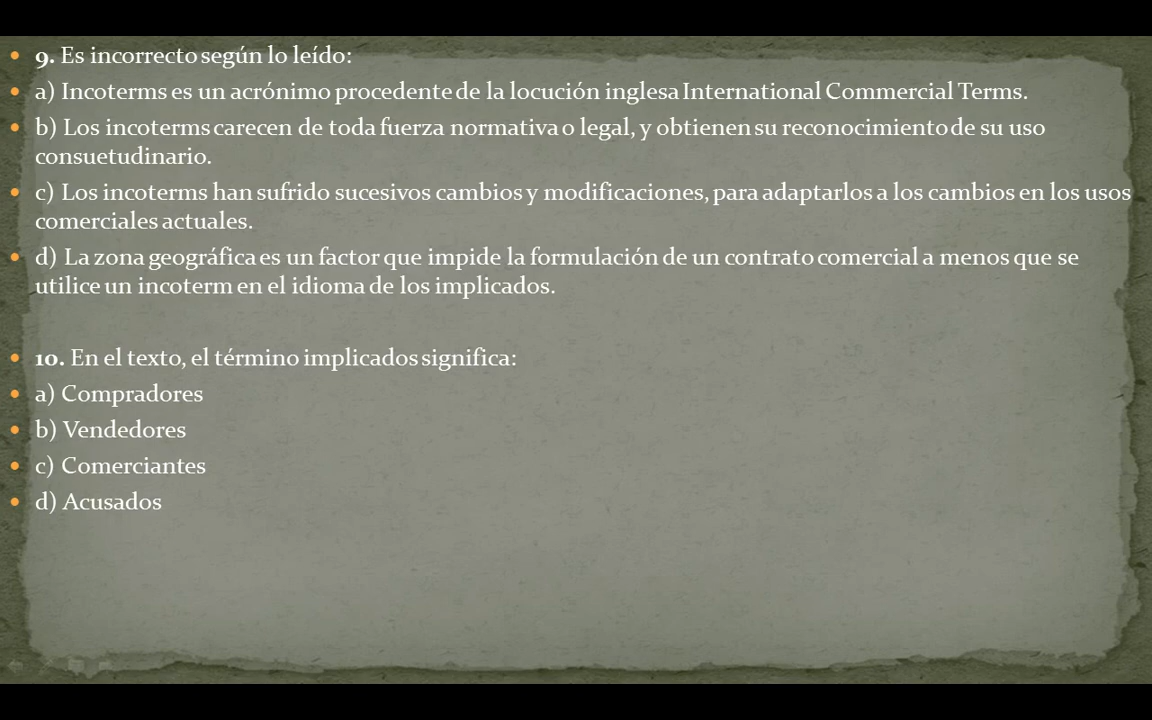 9. Es incorrecto según lo leído:
a) Incoterms es un acrónimo procedente de la locución inglesa International Commercial Terms.
b) Los incoterms carecen de toda fuerza normativa o legal, y obtienen su reconocimiento de su uso
consuetudinario.
c) Los incoterms han sufrido sucesivos cambios y modificaciones, para adaptarlos a los cambios en los usos
comerciales actuales.
d) La zona geográfica es un factor que impide la formulación de un contrato comercial a menos que se
utilice un incoterm en el idioma de los implicados.
10. En el texto, el término implicados significa:
a) Compradores
b) Vendedores
c) Comerciantes
d) Acusados